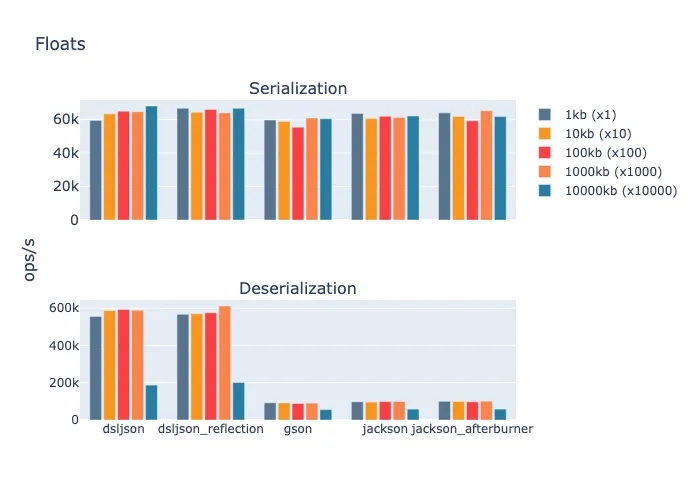 Floats
Serialization
60k
40k
20k
0
1kb (x1)
10kb (x10)
100kb (x100)
1000kb (x1000)
10000kb (x10000)
ops/s
Deserialization
600k
400k
200k
0
dsljson dsljson_reflection gson jackson jackson_afterburner